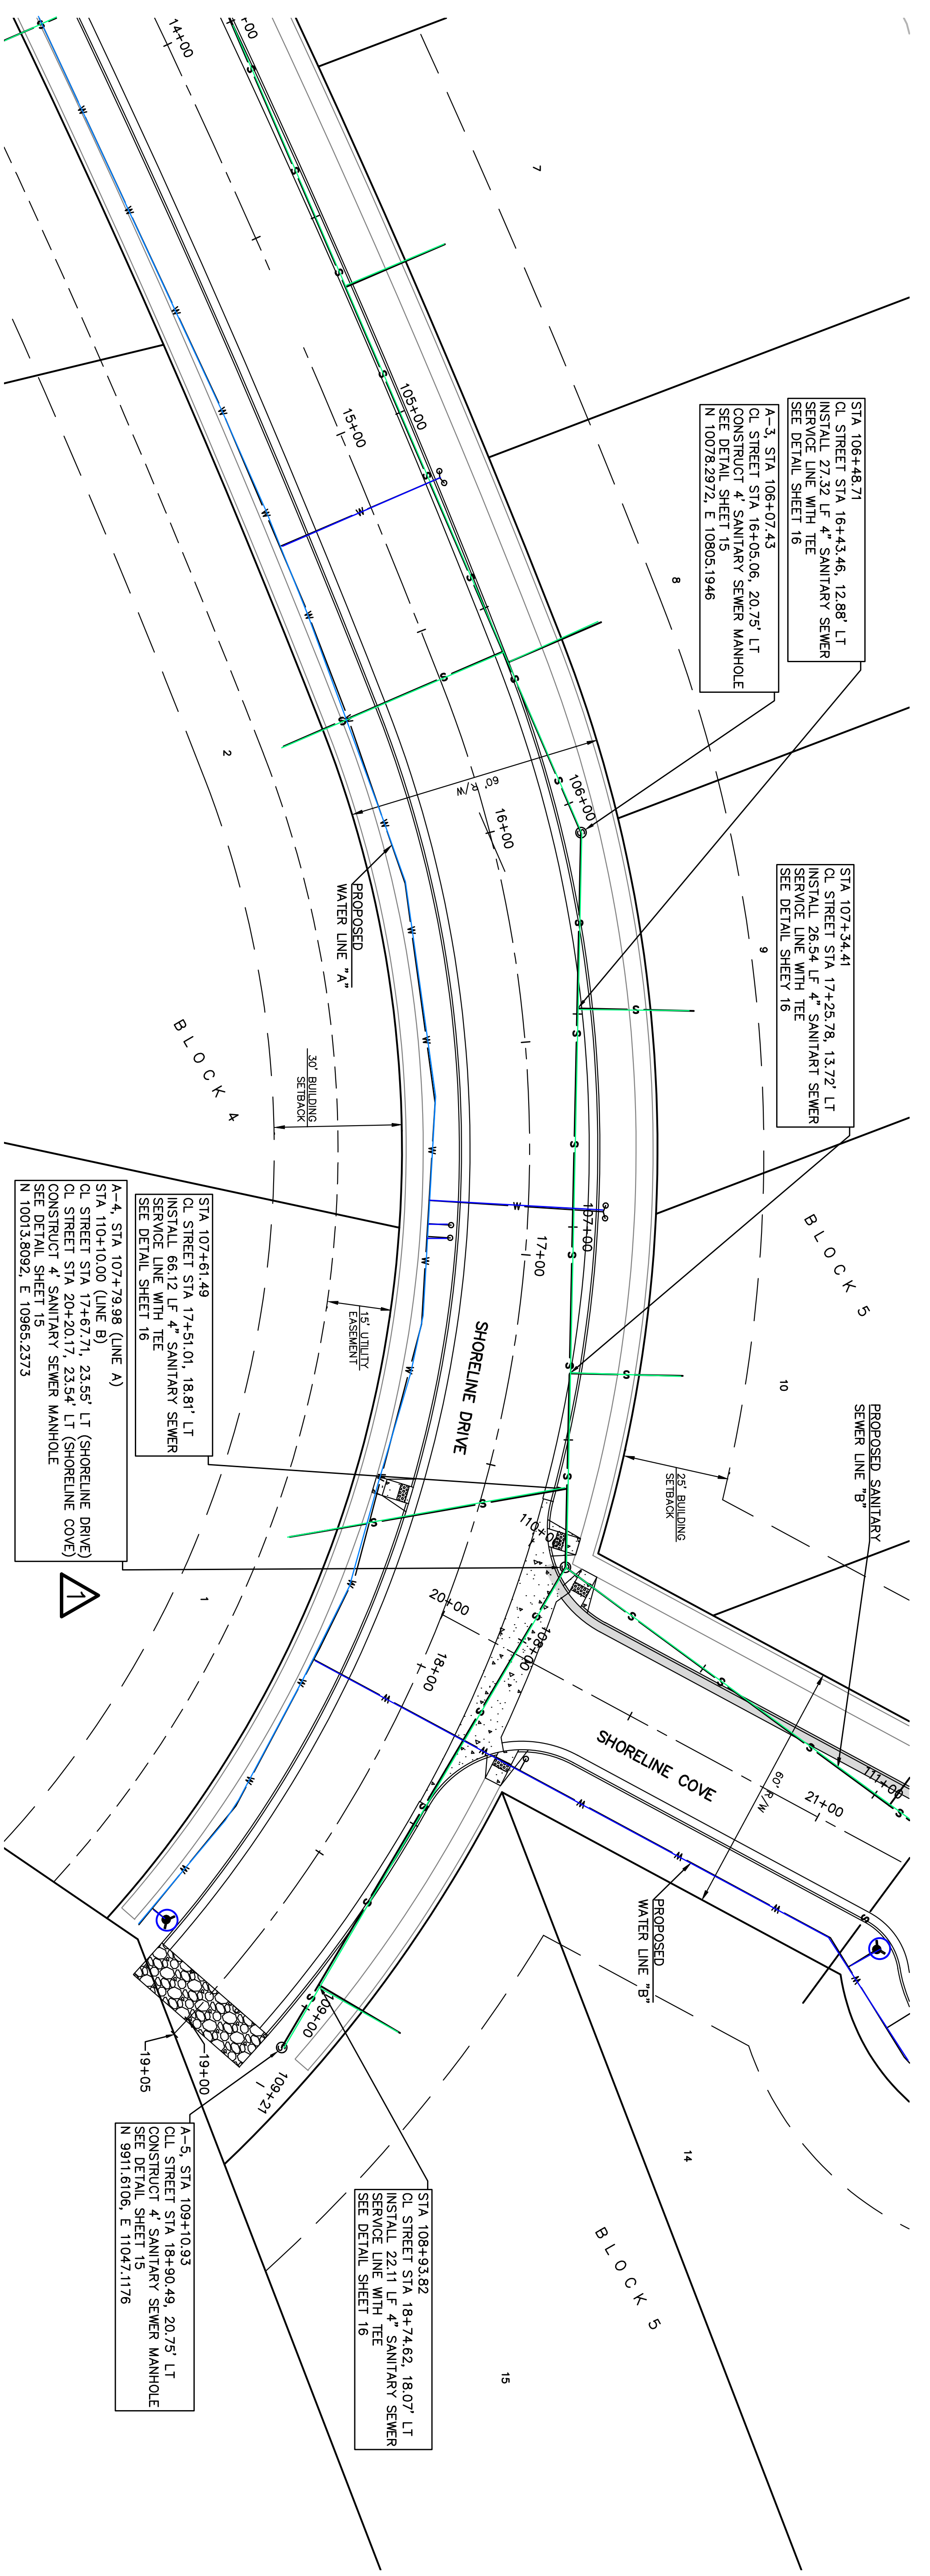 STA 106+48.71
CL STREET STA 16+43.46, 12.88' LT
INSTALL 27.32 LF 4" SANITARY SEWER
SERVICE LINE WITH TEE
SEE DETAIL SHEET 16
A-3, STA 106+07.43
CL STREET STA 16+05.06, 20.75' LT
CONSTRUCT 4' SANITARY SEWER MANHOLE
SEE DETAIL SHEET 15
N 10078.2972, E 10805.1946
STA 107+34.41
CL STREET STA 17+25.78, 13.72' LT
INSTALL 26.54 LF 4" SANITART SEWER
SERVICE LINE WITH TEE
SEE DETAIL SHEEY 16
PROPOSED SANITARY
SEWER LINE "B"
7
8
9
10
BLOCK 5
25' BUILDING
SETBACK
14+00
+00
105+00
15+00
106+00
60' R/W
16+00
107+00
17+00
SHORELINE DRIVE
110+00
108+00
20+00
18+00
SHORELINE COVE
60' R/W
111+00
21+00
PROPOSED
WATER LINE "A"
PROPOSED
WATER LINE "B"
2
BLOCK 4
30' BUILDING
SETBACK
15' UTILITY
EASEMENT
1
109+00
109+21
19+00
19+05
14
BLOCK 5
15
STA 107+61.49
CL STREET STA 17+51.01, 18.81' LT
INSTALL 66.12 LF 4" SANITARY SEWER
SERVICE LINE WITH TEE
SEE DETAIL SHEET 16
A-4, STA 107+79.98 (LINE A)
STA 110+10.00 (LINE B)
CL STREET STA 17+67.71, 23.55' LT (SHORELINE DRIVE)
CL STREET STA 20+20.17, 23.54' LT (SHORELINE COVE)
CONSTRUCT 4' SANITARY SEWER MANHOLE
SEE DETAIL SHEET 15
N 10013.8092, E 10965.2373
1
STA 108+93.82
CL STREET STA 18+74.62, 18.07' LT
INSTALL 22.11 LF 4" SANITARY SEWER
SERVICE LINE WITH TEE
SEE DETAIL SHEET 16
A-5, STA 109+10.93
CLL STREET STA 18+90.49, 20.75' LT
CONSTRUCT 4' SANITARY SEWER MANHOLE
SEE DETAIL SHEET 15
N 9911.6106, E 11047.1176